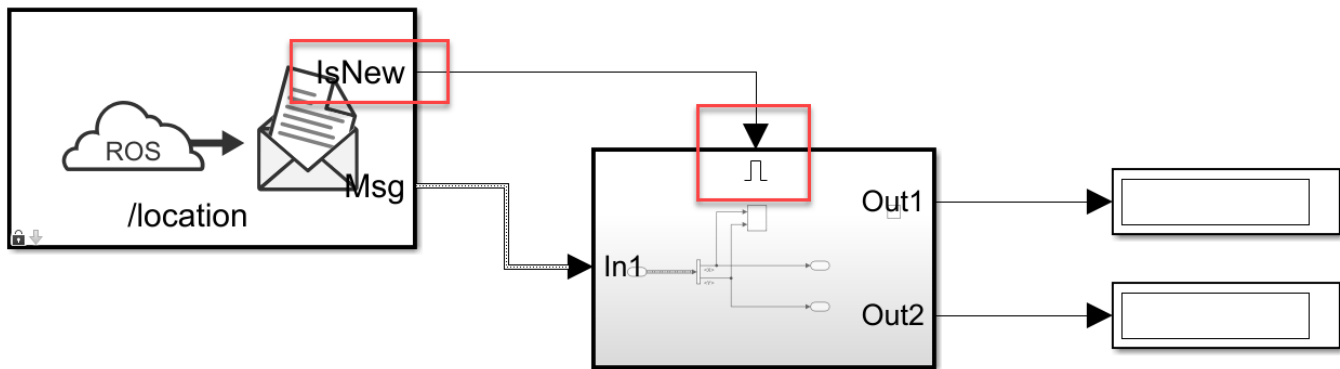 IsNew
ROS
Msg
/location
In1
Out1
Out2
<X>
<Y>